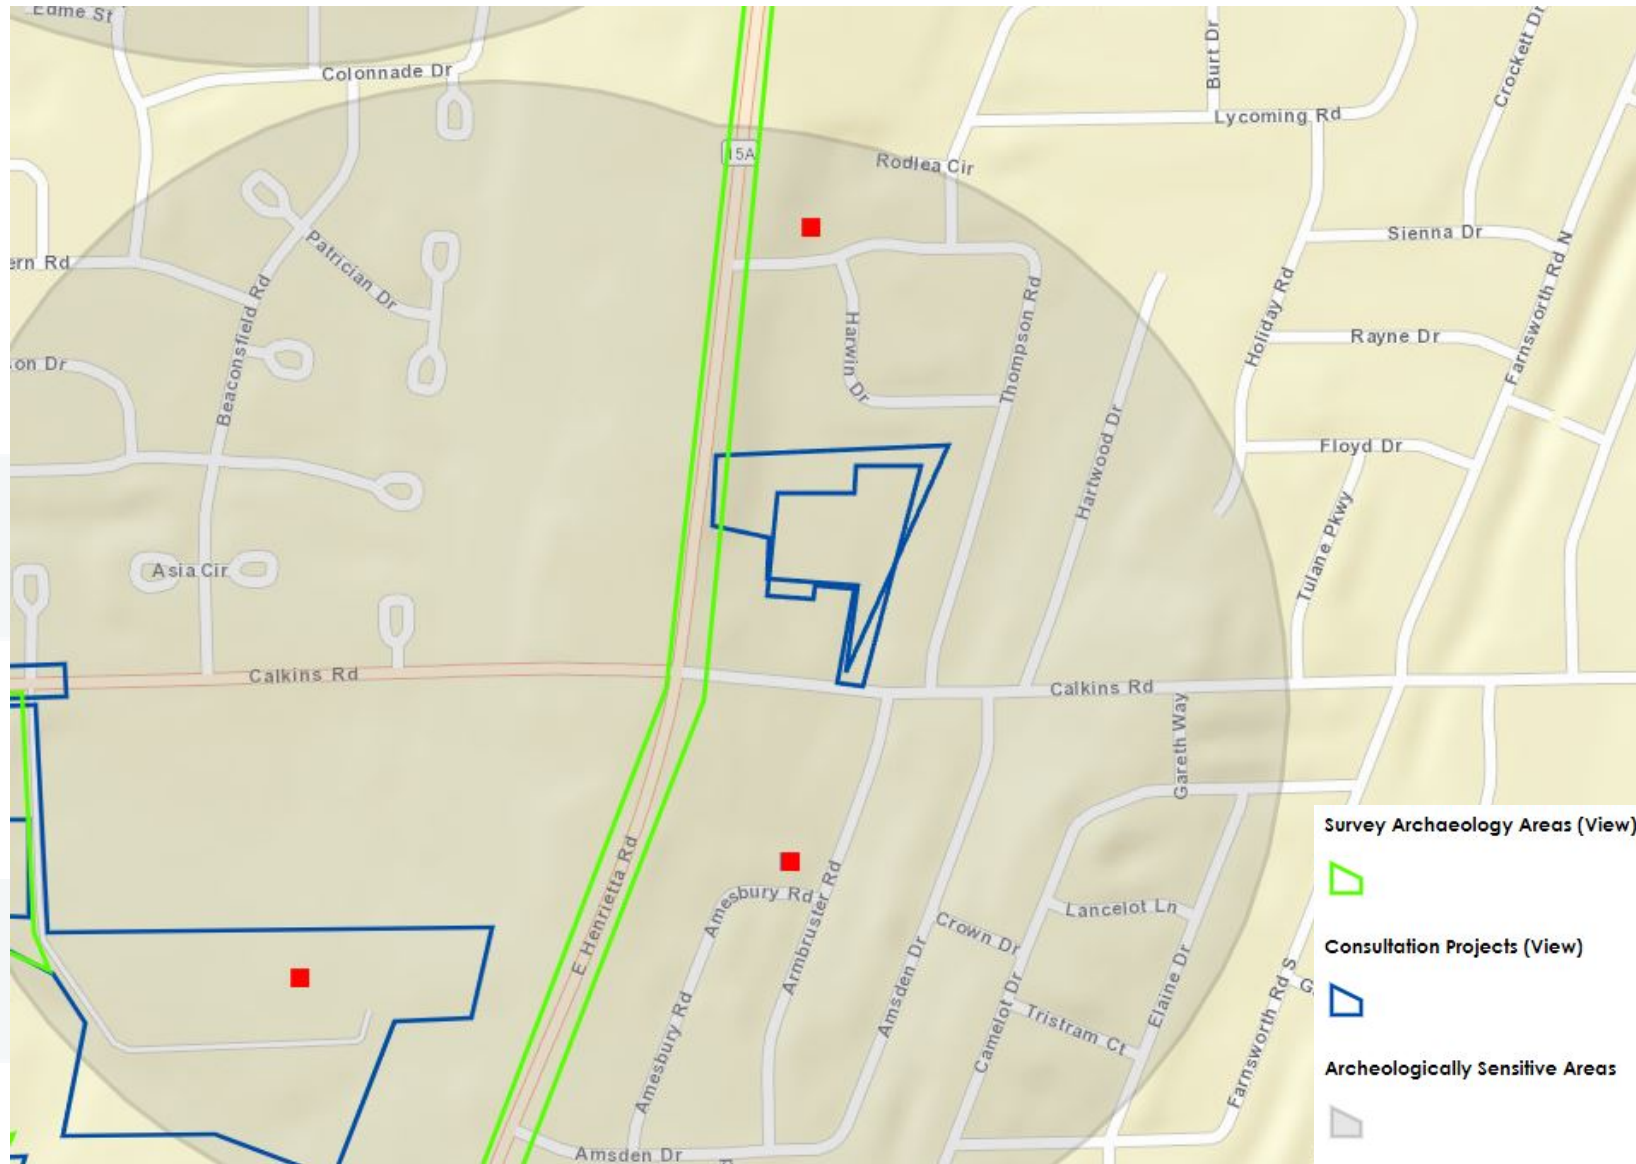 Edme St
Colonnade Dr
Burt Dr
Crockett Dr
Lycoming Rd
15A
Rodlea Cir
Patrician Dr
Sienna Dr
ern Rd
Farnsworth Rd N
Beaconsfield Rd
Harwin Dr
Thompson Rd
Holiday Rd
Rayne Dr
on Dr
Hartwood Dr
Floyd Dr
Tulane Pkwy
Asia Cir
Calkins Rd
Calkins Rd
Gareth Way
E Henrietta Rd
Amesbury Rd
Armbruster Rd
Lancelot Ln
Crown Dr
Amsden Dr
Camelot Dr
Elaine Dr
Tristram Ct
Amesbury Rd
Farnsworth Rd S
G
Amsden Dr
Survey Archaeology Areas (View)
Consultation Projects (View)
Archeologically Sensitive Areas